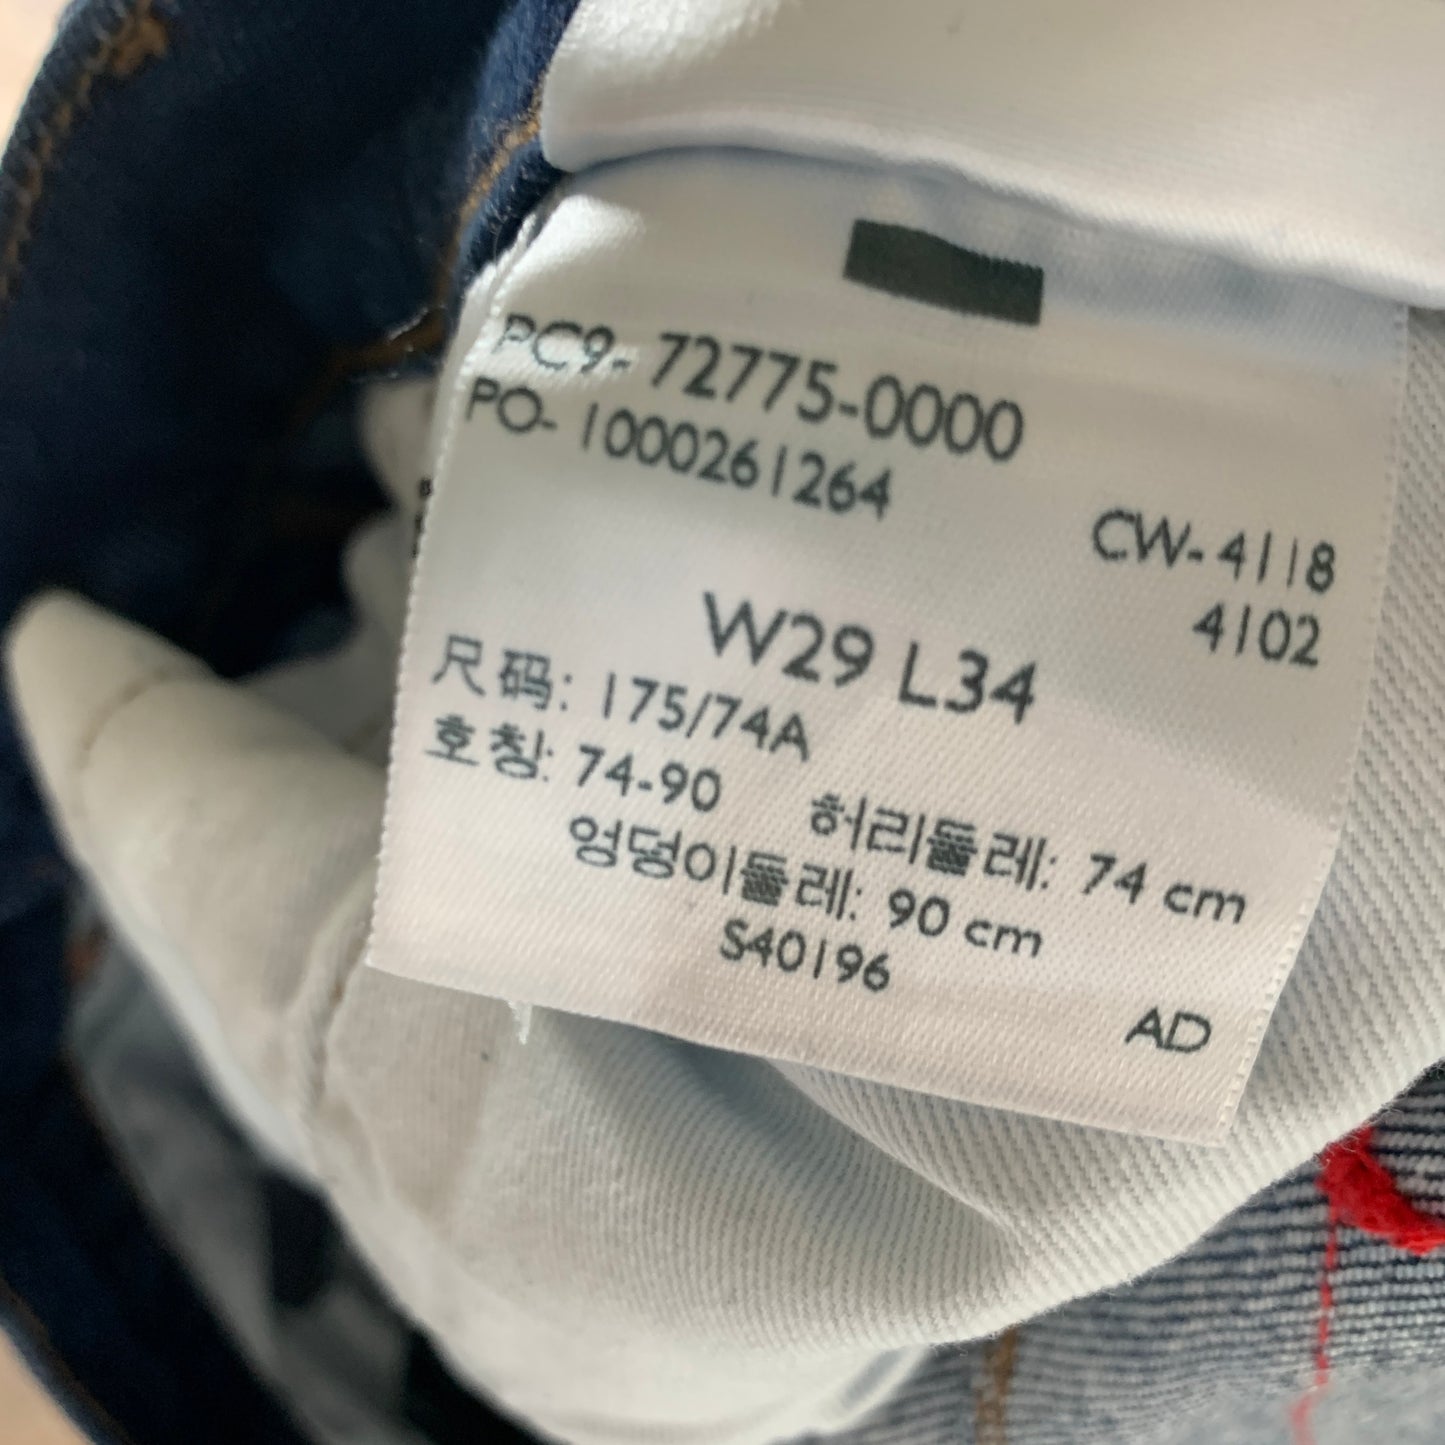 PC9- 72775-0000
PO- 1000261264
CW- 4118
4102
W29 L34
尺码: 175/74A
호칭: 74-90 허리둘레: 74 cm
엉덩이둘레: 90 cm
S40196
AD